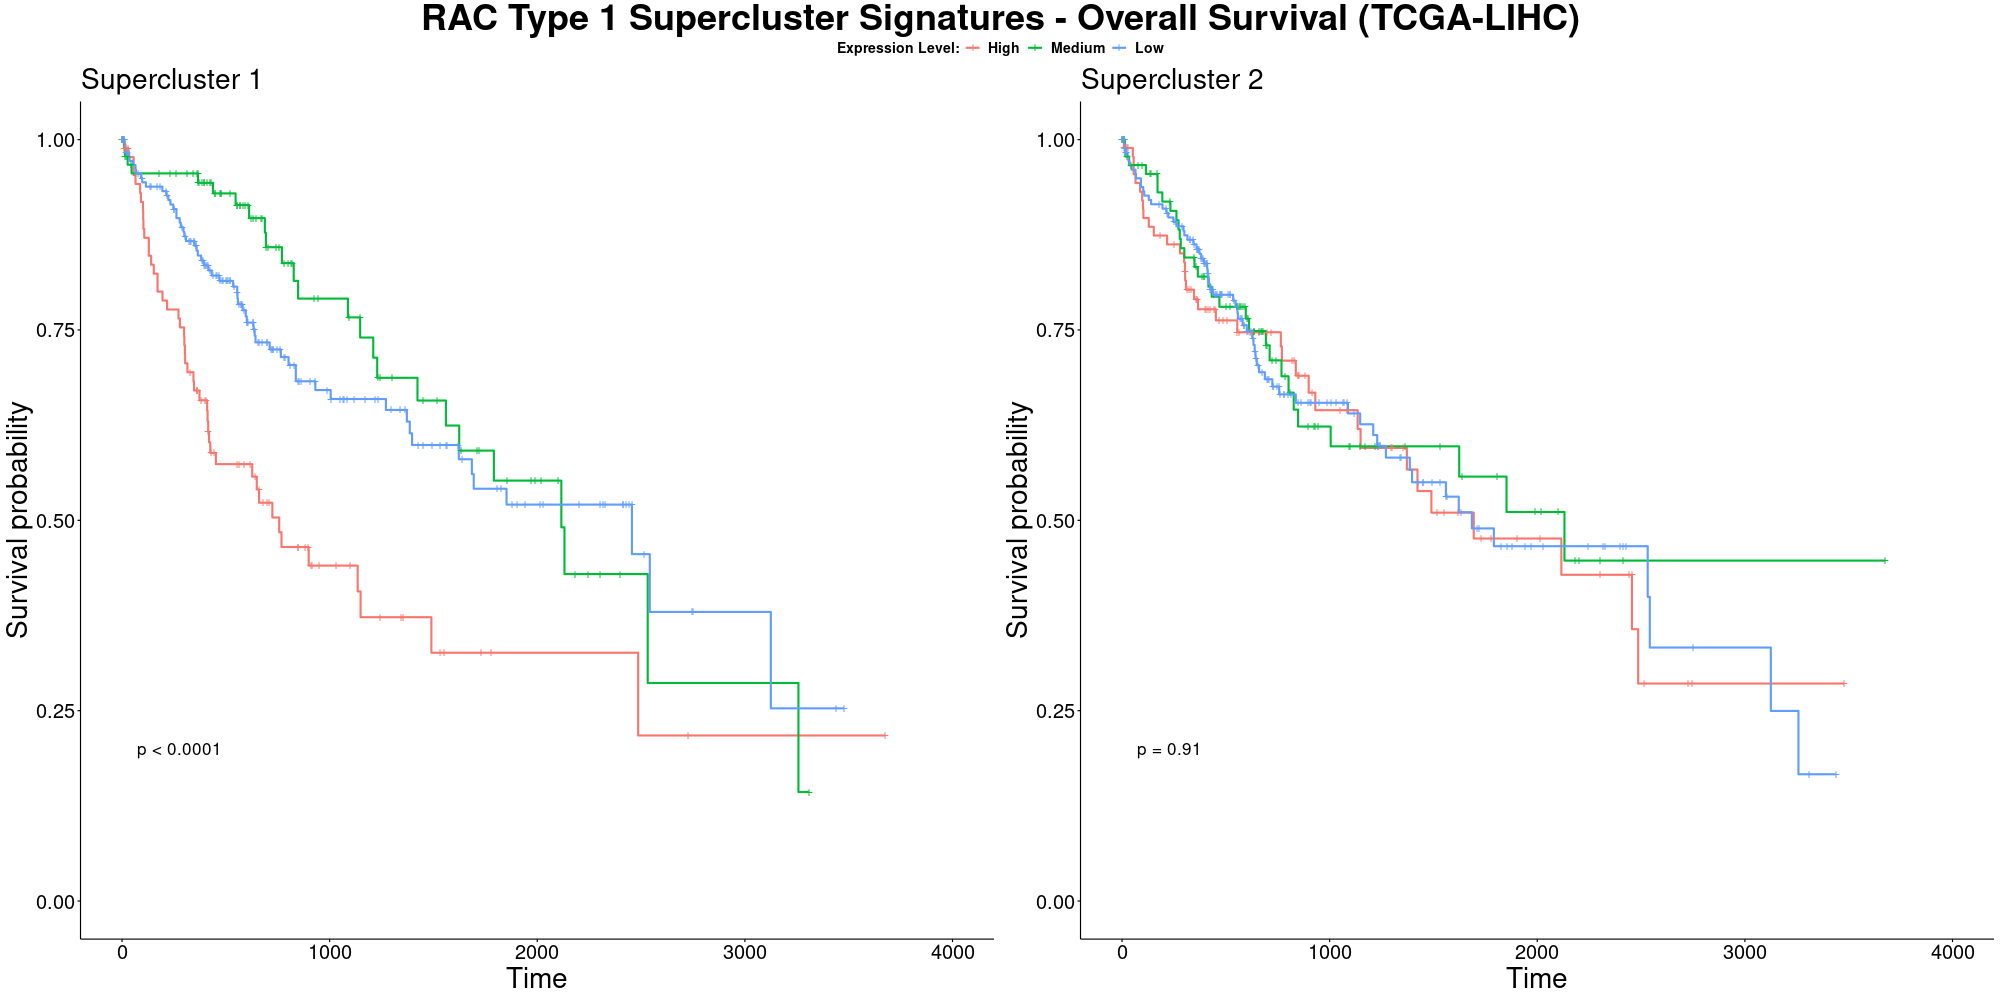 RAC Type 1 Supercluster Signatures - Overall Survival (TCGA-LIHC)
Expression Level: High Medium Low
Supercluster 1
Survival probability
1.00
0.75
0.50
0.25
0.00
p < 0.0001
0 1000 2000 3000 4000
Time
Supercluster 2
Survival probability
1.00
0.75
0.50
0.25
0.00
p = 0.91
0 1000 2000 3000 4000
Time